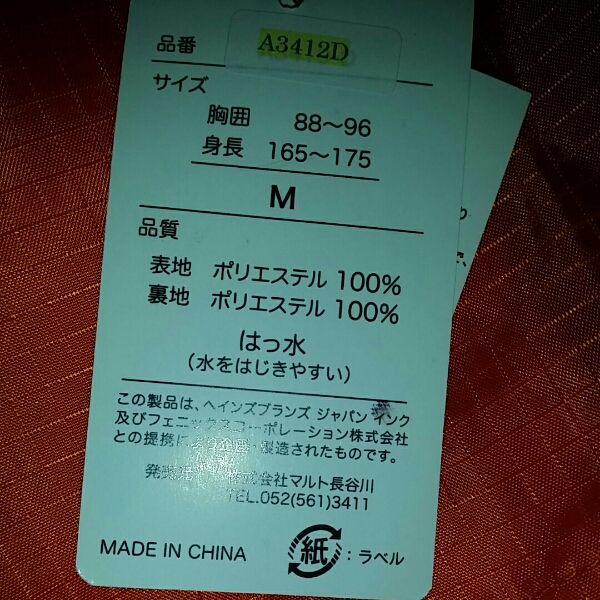 品番 A3412D
サイズ
胸囲 88～96
身長 165～175
M
品質
表地 ポリエステル 100%
裏地 ポリエステル 100%
はっ水
（水をはじきやすい）
この製品は、ヘインズブランズ ジャパン インク
及びフェニックスコーポレーション株式会社
との提携により企画・製造されたものです。
発売元 株式会社マルト長谷川
TEL.052(561)3411
MADE IN CHINA
紙：ラベル